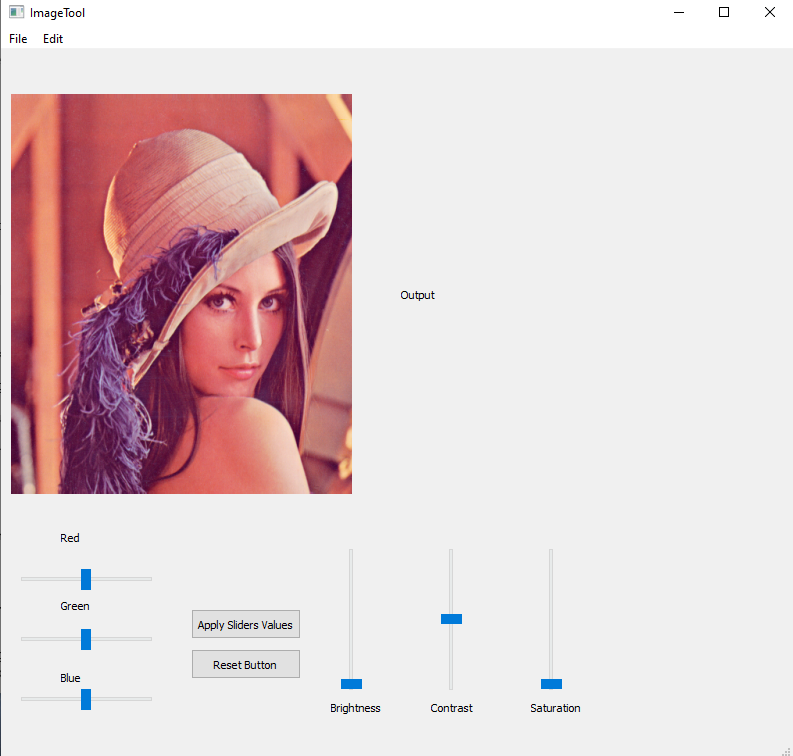 ImageTool
File Edit
Output
Red
Green
Apply Sliders Values
Reset Button
Blue
Brightness Contrast Saturation